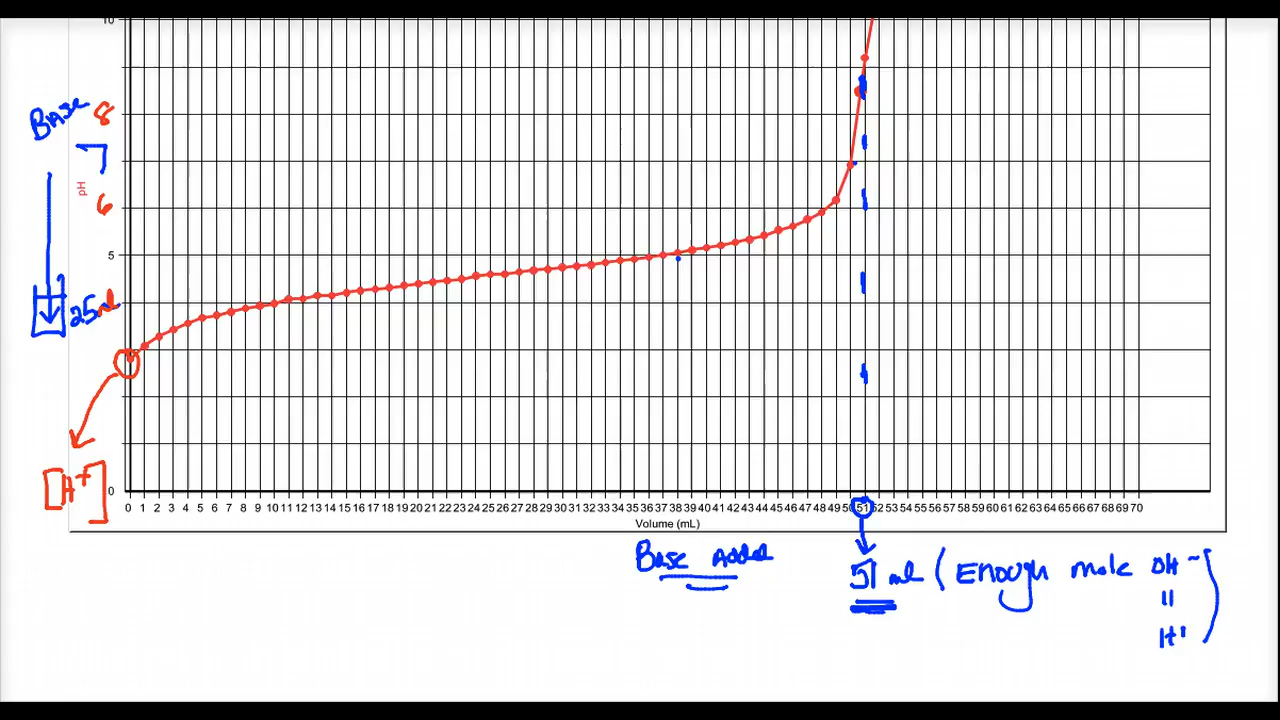 10
Base 8
7
pH
6
5
25ml
[H+]
0
0 1 2 3 4 5 6 7 8 9 10 11 12 13 14 15 16 17 18 19 20 21 22 23 24 25 26 27 28 29 30 31 32 33 34 35 36 37 38 39 40 41 42 43 44 45 46 47 48 49 50 51 52 53 54 55 56 57 58 59 60 61 62 63 64 65 66 67 68 69 70
Volume (mL)
Base Added
51 ml (Enough mole OH-
"
H+)